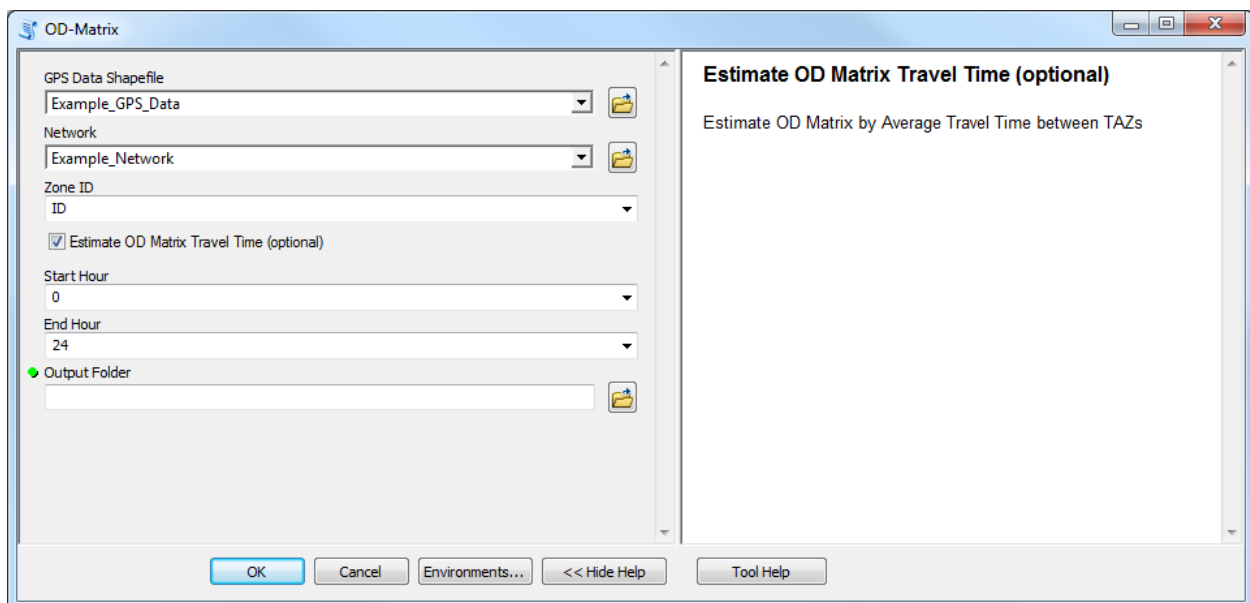 OD-Matrix
GPS Data Shapefile
Example_GPS_Data
Network
Example_Network
Zone ID
ID
Estimate OD Matrix Travel Time (optional)
Start Hour
0
End Hour
24
Output Folder
Estimate OD Matrix Travel Time (optional)
Estimate OD Matrix by Average Travel Time between TAZs
OK
Cancel
Environments...
<< Hide Help
Tool Help